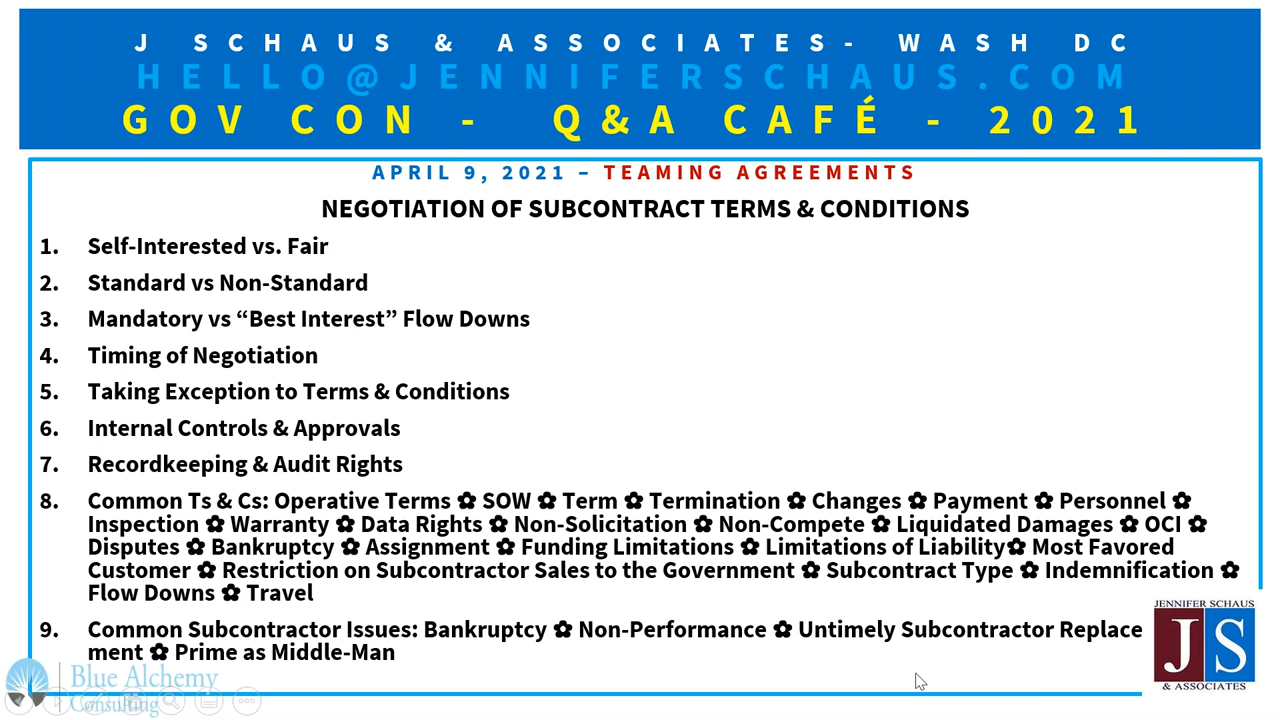 J SCHAUS & ASSOCIATES- WASH DC
HELLO@JENNIFERSCHAUS.COM
GOV CON - Q&A CAFÉ - 2021
APRIL 9, 2021 – TEAMING AGREEMENTS
NEGOTIATION OF SUBCONTRACT TERMS & CONDITIONS
1. Self-Interested vs. Fair
2. Standard vs Non-Standard
3. Mandatory vs “Best Interest” Flow Downs
4. Timing of Negotiation
5. Taking Exception to Terms & Conditions
6. Internal Controls & Approvals
7. Recordkeeping & Audit Rights
8. Common Ts & Cs: Operative Terms ✿ SOW ✿ Term ✿ Termination ✿ Changes ✿ Payment ✿ Personnel ✿
Inspection ✿ Warranty ✿ Data Rights ✿ Non-Solicitation ✿ Non-Compete ✿ Liquidated Damages ✿ OCI ✿
Disputes ✿ Bankruptcy ✿ Assignment ✿ Funding Limitations ✿ Limitations of Liability✿ Most Favored
Customer ✿ Restriction on Subcontractor Sales to the Government ✿ Subcontract Type ✿ Indemnification ✿
Flow Downs ✿ Travel
9. Common Subcontractor Issues: Bankruptcy ✿ Non-Performance ✿ Untimely Subcontractor Replace
ment ✿ Prime as Middle-Man
JENNIFER SCHAUS
JS
& ASSOCIATES
Blue Alchemy
Consulting